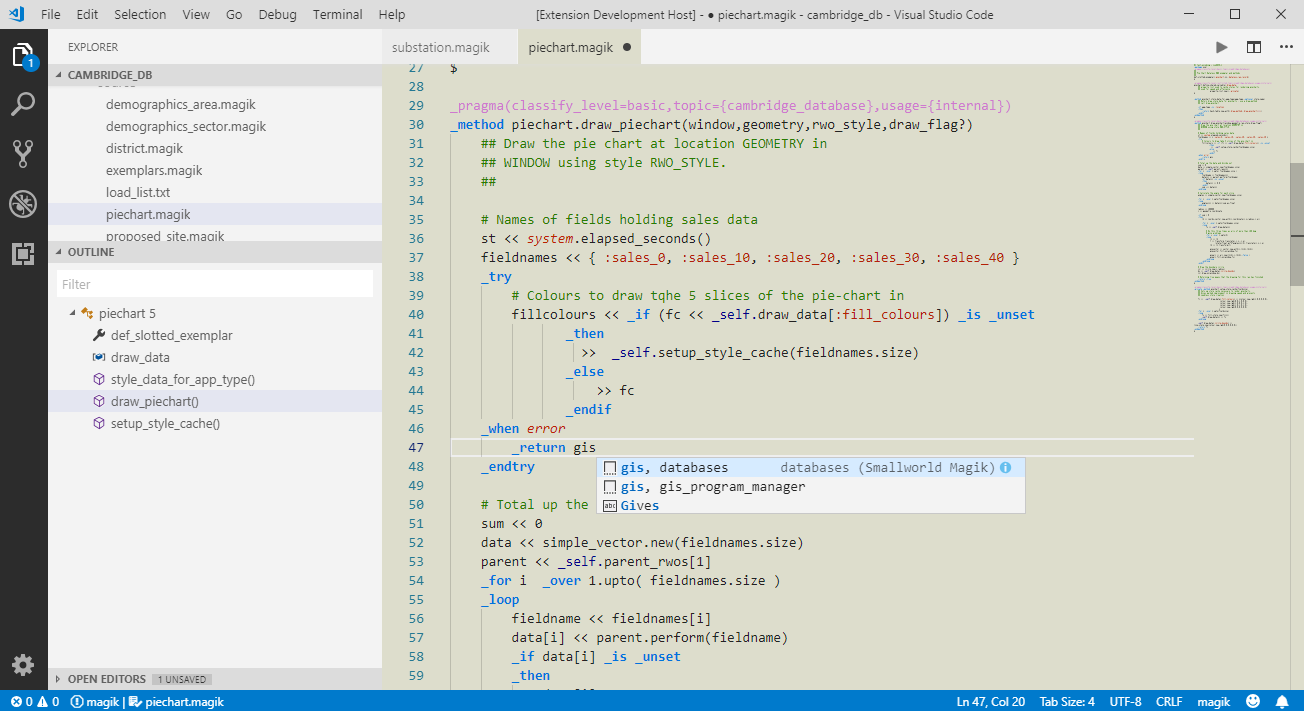 File Edit Selection View Go Debug Terminal Help
[Extension Development Host] - ● piechart.magik - cambridge_db - Visual Studio Code
1
EXPLORER
CAMBRIDGE_DB
demographics_area.magik
demographics_sector.magik
district.magik
exemplars.magik
load_list.txt
piechart.magik
proposed_site.magik
OUTLINE
Filter
piechart 5
def_slotted_exemplar
draw_data
style_data_for_app_type()
draw_piechart()
setup_style_cache()
OPEN EDITORS 1 UNSAVED
substation.magik piechart.magik ●
27 $
28
29 _pragma(classify_level=basic,topic={cambridge_database},usage={internal})
30 _method piechart.draw_piechart(window,geometry,rwo_style,draw_flag?)
31 ## Draw the pie chart at location GEOMETRY in
32 ## WINDOW using style RWO_STYLE.
33 ##
34
35 # Names of fields holding sales data
36 st << system.elapsed_seconds()
37 fieldnames << { :sales_0, :sales_10, :sales_20, :sales_30, :sales_40 }
38 _try
39 # Colours to draw tqhe 5 slices of the pie-chart in
40 fillcolours << _if (fc << _self.draw_data[:fill_colours]) _is _unset
41 _then
42 >> _self.setup_style_cache(fieldnames.size)
43 _else
44 >> fc
45 _endif
46 _when error
47 _return gis
48 _endtry
49
50 # Total up the
51 sum << 0
52 data << simple_vector.new(fieldnames.size)
53 parent << _self.parent_rwos[1]
54 _for i _over 1.upto( fieldnames.size )
55 _loop
56 fieldname << fieldnames[i]
57 data[i] << parent.perform(fieldname)
58 _if data[i] _is _unset
59 _then
gis, databases databases (Smallworld Magik)
gis, gis_program_manager
abc Gives
0 0 magik | piechart.magik
Ln 47, Col 20 Tab Size: 4 UTF-8 CRLF magik